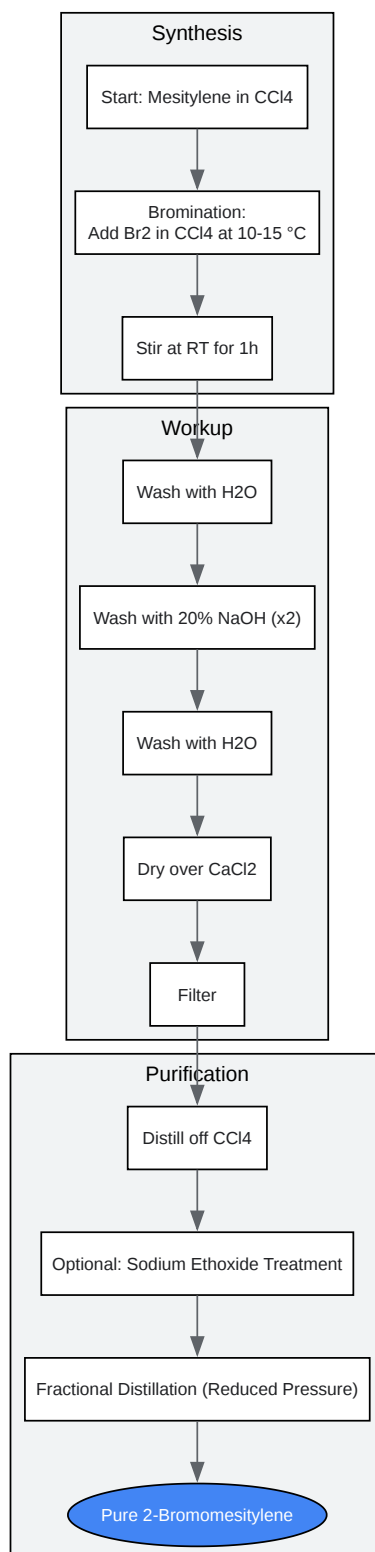 Synthesis
Start: Mesitylene in CCl4
Bromination:
Add Br2 in CCl4 at 10-15 °C
Stir at RT for 1h
Workup
Wash with H2O
Wash with 20% NaOH (x2)
Wash with H2O
Dry over CaCl2
Filter
Purification
Distill off CCl4
Optional: Sodium Ethoxide Treatment
Fractional Distillation (Reduced Pressure)
Pure 2-Bromomesitylene